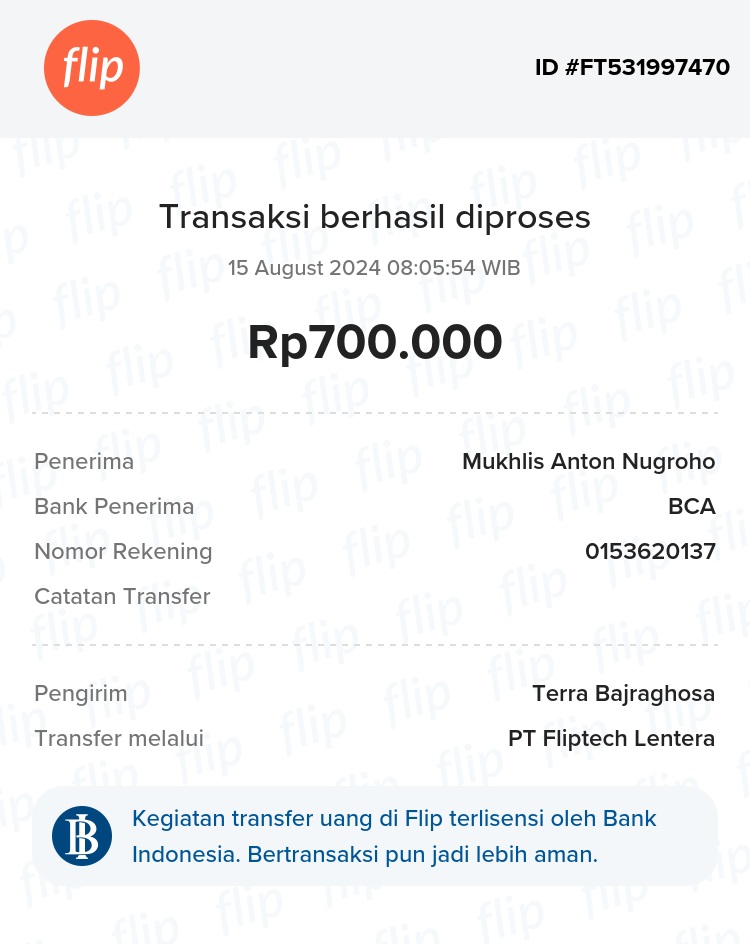 flip
ID #FT531997470
Transaksi berhasil diproses
15 August 2024 08:05:54 WIB
Rp700.000
Penerima Mukhlis Anton Nugroho
Bank Penerima BCA
Nomor Rekening 0153620137
Catatan Transfer
Pengirim Terra Bajraghosa
Transfer melalui PT Fliptech Lentera
Kegiatan transfer uang di Flip terlisensi oleh Bank
Indonesia. Bertransaksi pun jadi lebih aman.